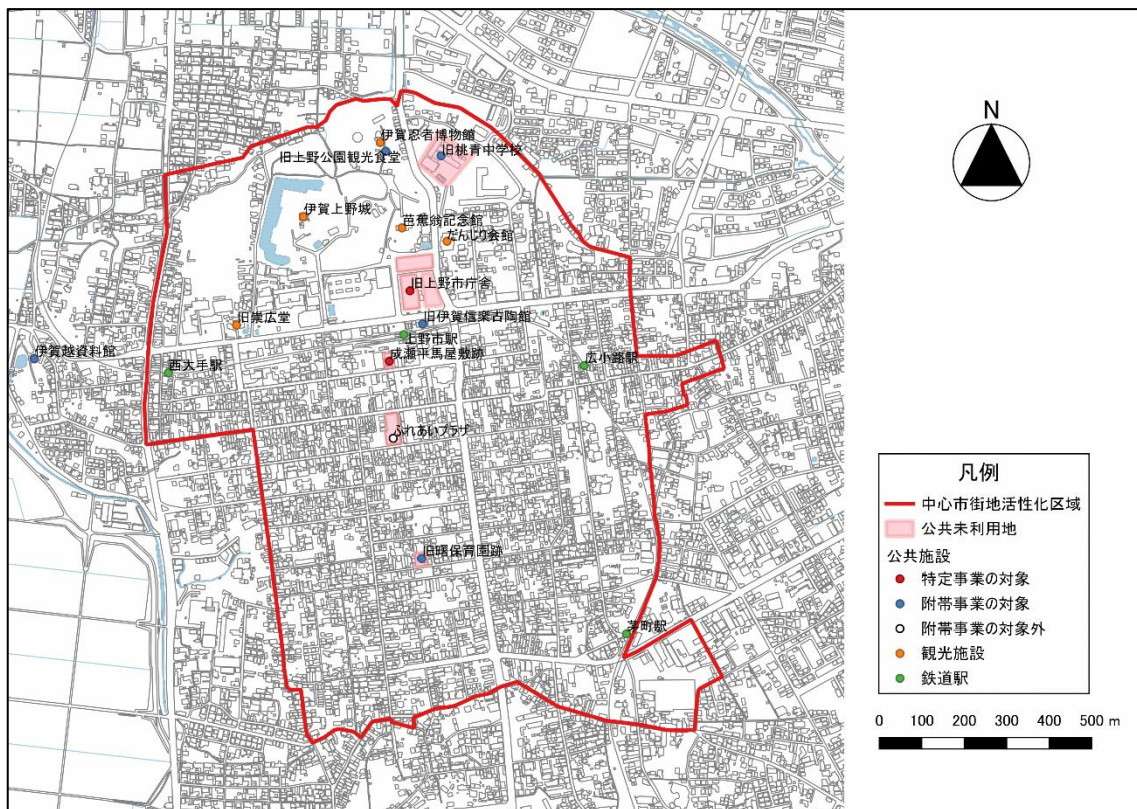 伊賀忍者博物館
旧桃青中学校
旧上野公園観光食堂
伊賀上野城
芭蕉翁記念館
だんじり会館
旧上野市庁舎
旧崇広堂
旧伊賀信楽古陶館
上野市駅
伊賀越資料館
成瀬平馬屋敷跡
西大手駅
広小路駅
ふれあいプラザ
旧曙保育園跡
茅町駅
N
凡例
中心市街地活性化区域
公共未利用地
公共施設
特定事業の対象
附帯事業の対象
附帯事業の対象外
観光施設
鉄道駅
0 100 200 300 400 500 m